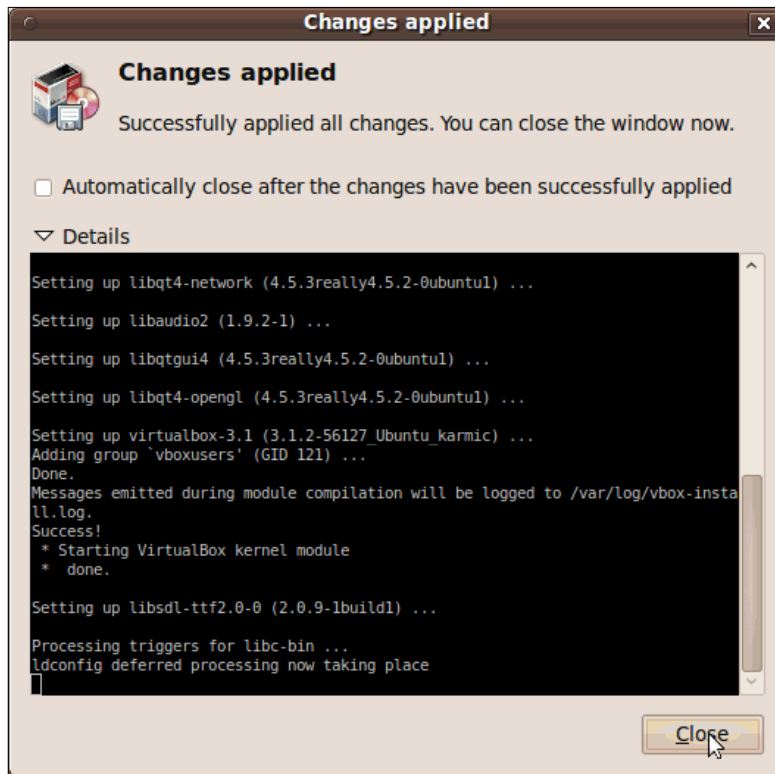 Changes applied
Changes applied
Successfully applied all changes. You can close the window now.
Automatically close after the changes have been successfully applied
Details
Setting up libqt4-network (4.5.3really4.5.2-0ubuntu1) ...
Setting up libaudio2 (1.9.2-1) ...
Setting up libqtgui4 (4.5.3really4.5.2-0ubuntu1) ...
Setting up libqt4-opengl (4.5.3really4.5.2-0ubuntu1) ...
Setting up virtualbox-3.1 (3.1.2-56127_Ubuntu_karmic) ...
Adding group `vboxusers' (GID 121) ...
Done.
Messages emitted during module compilation will be logged to /var/log/vbox-insta
ll.log.
Success!
* Starting VirtualBox kernel module
* done.
Setting up libsdl-ttf2.0-0 (2.0.9-1build1) ...
Processing triggers for libc-bin ...
ldconfig deferred processing now taking place
Close